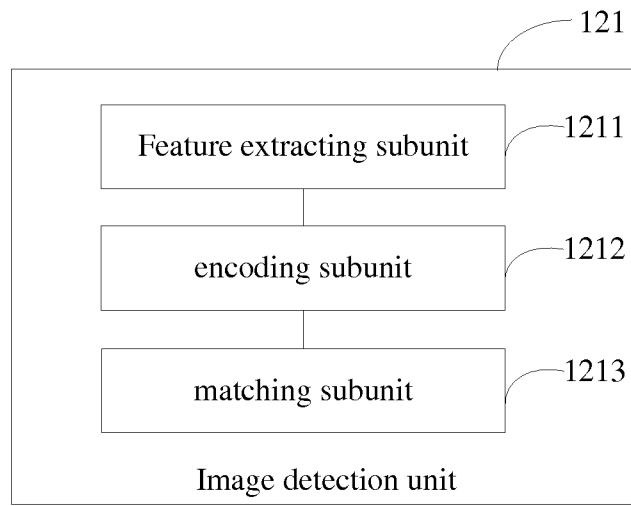 121
Feature extracting subunit
1211
encoding subunit
1212
matching subunit
1213
Image detection unit